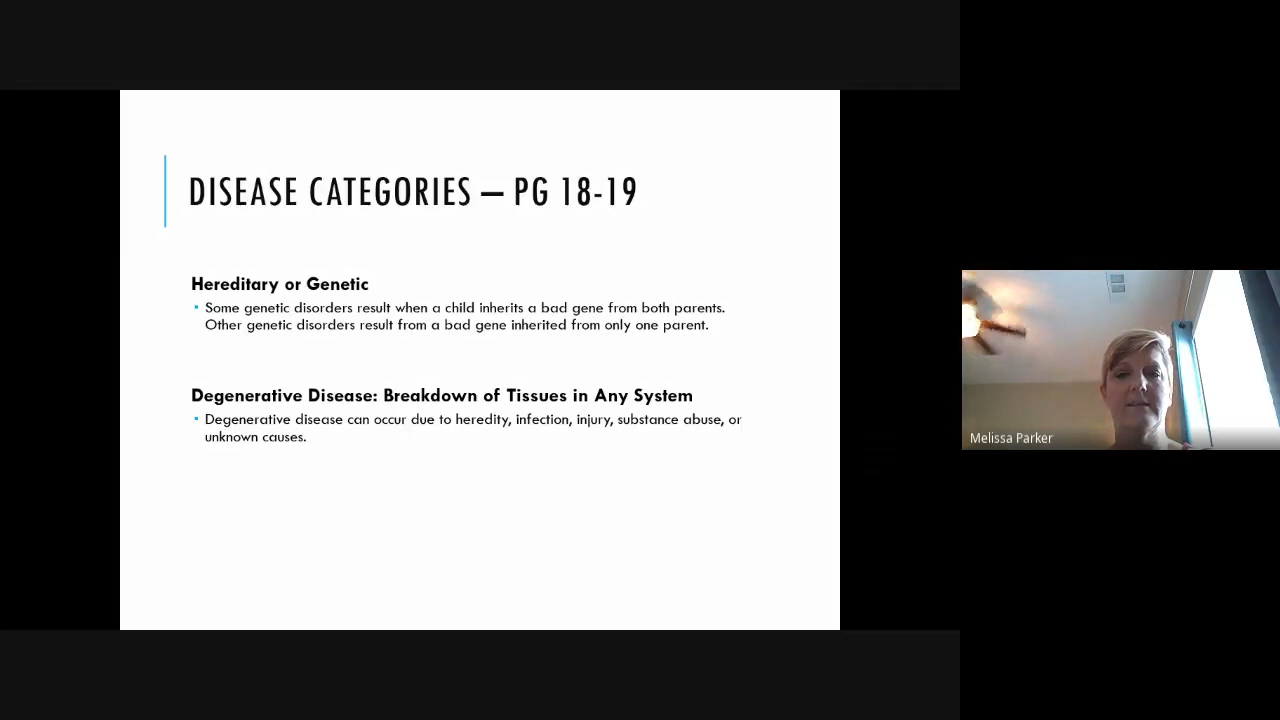 DISEASE CATEGORIES – PG 18-19
Hereditary or Genetic
▪ Some genetic disorders result when a child inherits a bad gene from both parents.
Other genetic disorders result from a bad gene inherited from only one parent.
Degenerative Disease: Breakdown of Tissues in Any System
▪ Degenerative disease can occur due to heredity, infection, injury, substance abuse, or
unknown causes.
Melissa Parker